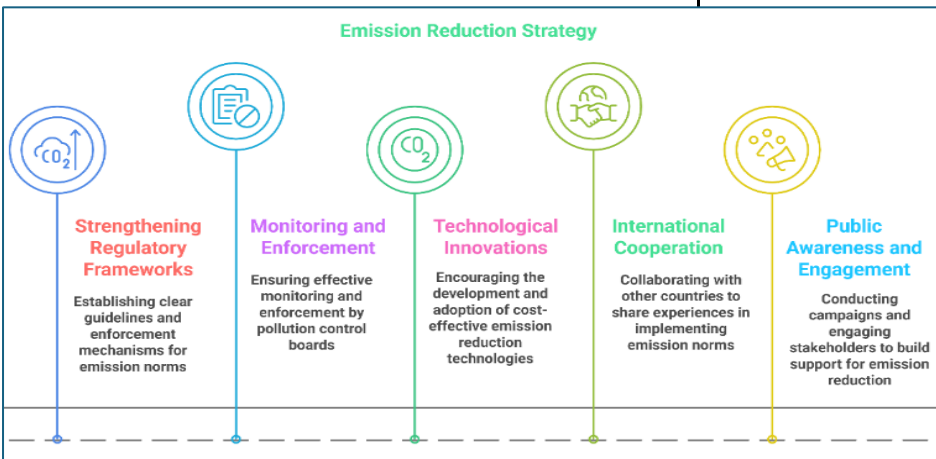 Emission Reduction Strategy
CO2
CO2
Strengthening
Regulatory
Frameworks
Establishing clear
guidelines and
enforcement
mechanisms for
emission norms
Monitoring and
Enforcement
Ensuring effective
monitoring and
enforcement by
pollution control
boards
Technological
Innovations
Encouraging the
development and
adoption of cost-
effective emission
reduction
technologies
International
Cooperation
Collaborating with
other countries to
share experiences in
implementing
emission norms
Public
Awareness and
Engagement
Conducting
campaigns and
engaging
stakeholders to build
support for emission
reduction